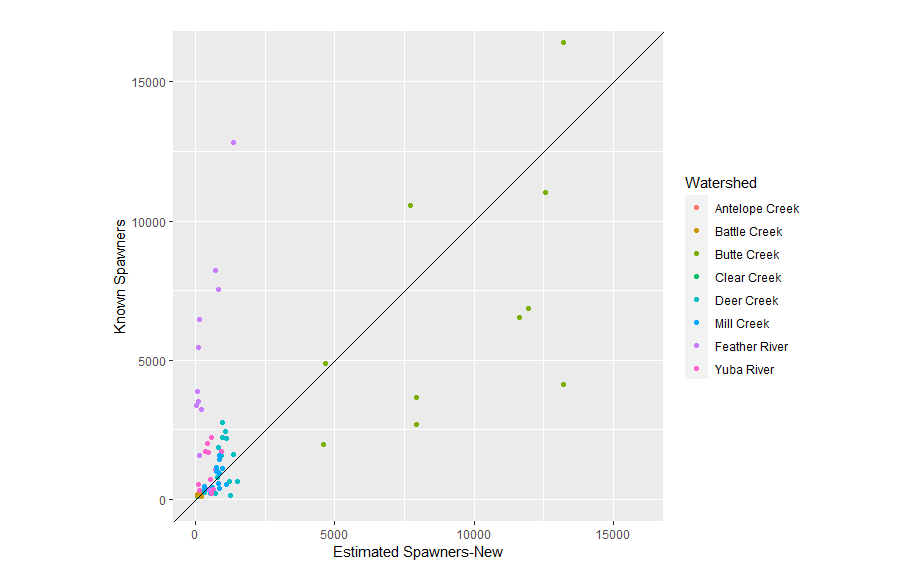 15000
10000
5000
0
Known Spawners
0
5000
10000
15000
Estimated Spawners-New
Watershed
Antelope Creek
Battle Creek
Butte Creek
Clear Creek
Deer Creek
Mill Creek
Feather River
Yuba River